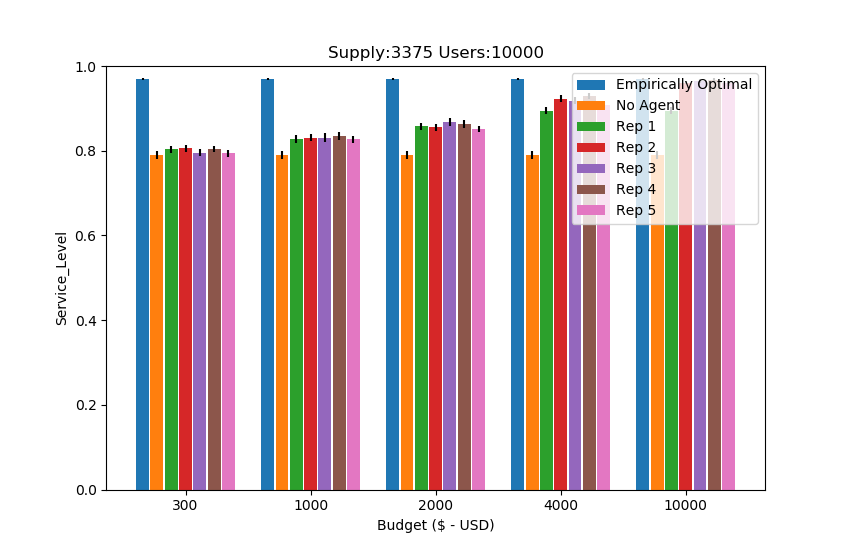 Supply:3375 Users:10000
1.0
0.8
0.6
0.4
0.2
0.0
Service_Level
Empirically Optimal
No Agent
Rep 1
Rep 2
Rep 3
Rep 4
Rep 5
300 1000 2000 4000 10000
Budget ($ - USD)